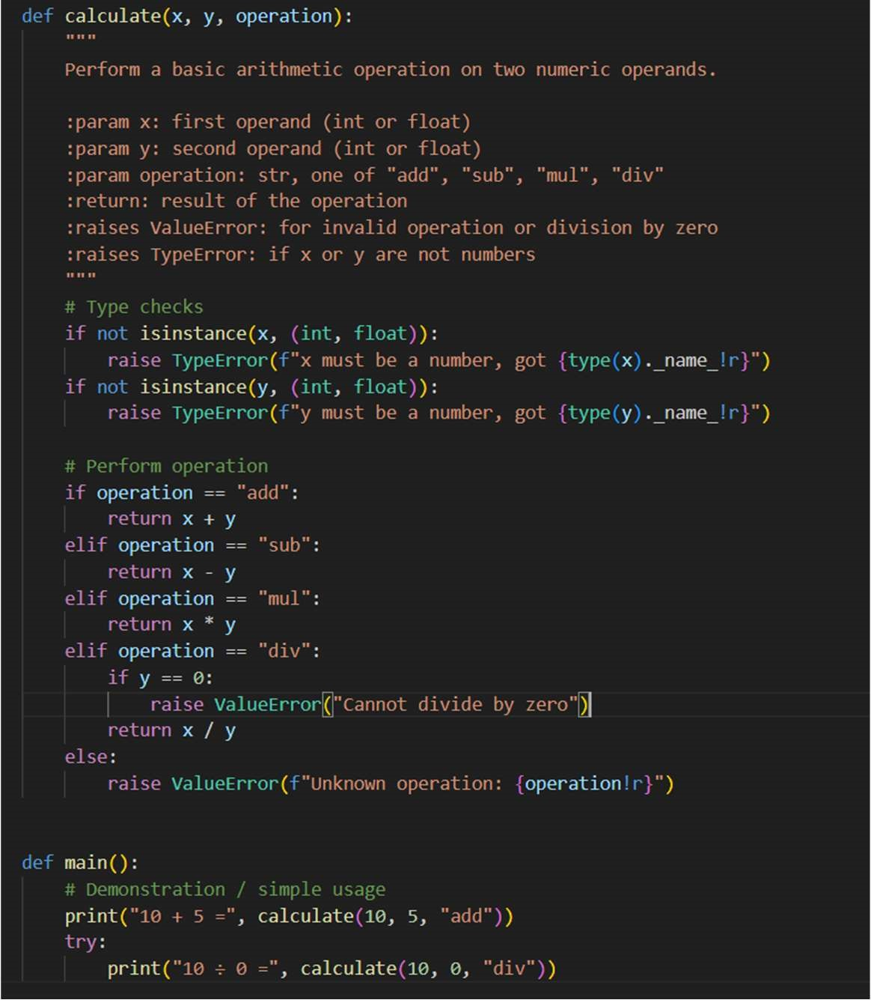 def calculate(x, y, operation):
    """
    Perform a basic arithmetic operation on two numeric operands.

    :param x: first operand (int or float)
    :param y: second operand (int or float)
    :param operation: str, one of "add", "sub", "mul", "div"
    :return: result of the operation
    :raises ValueError: for invalid operation or division by zero
    :raises TypeError: if x or y are not numbers
    """
    # Type checks
    if not isinstance(x, (int, float)):
        raise TypeError(f"x must be a number, got {type(x)._name_!r}")
    if not isinstance(y, (int, float)):
        raise TypeError(f"y must be a number, got {type(y)._name_!r}")

    # Perform operation
    if operation == "add":
        return x + y
    elif operation == "sub":
        return x - y
    elif operation == "mul":
        return x * y
    elif operation == "div":
        if y == 0:
            raise ValueError("Cannot divide by zero")
        return x / y
    else:
        raise ValueError(f"Unknown operation: {operation!r}")


def main():
    # Demonstration / simple usage
    print("10 + 5 =", calculate(10, 5, "add"))
    try:
        print("10 ÷ 0 =", calculate(10, 0, "div"))